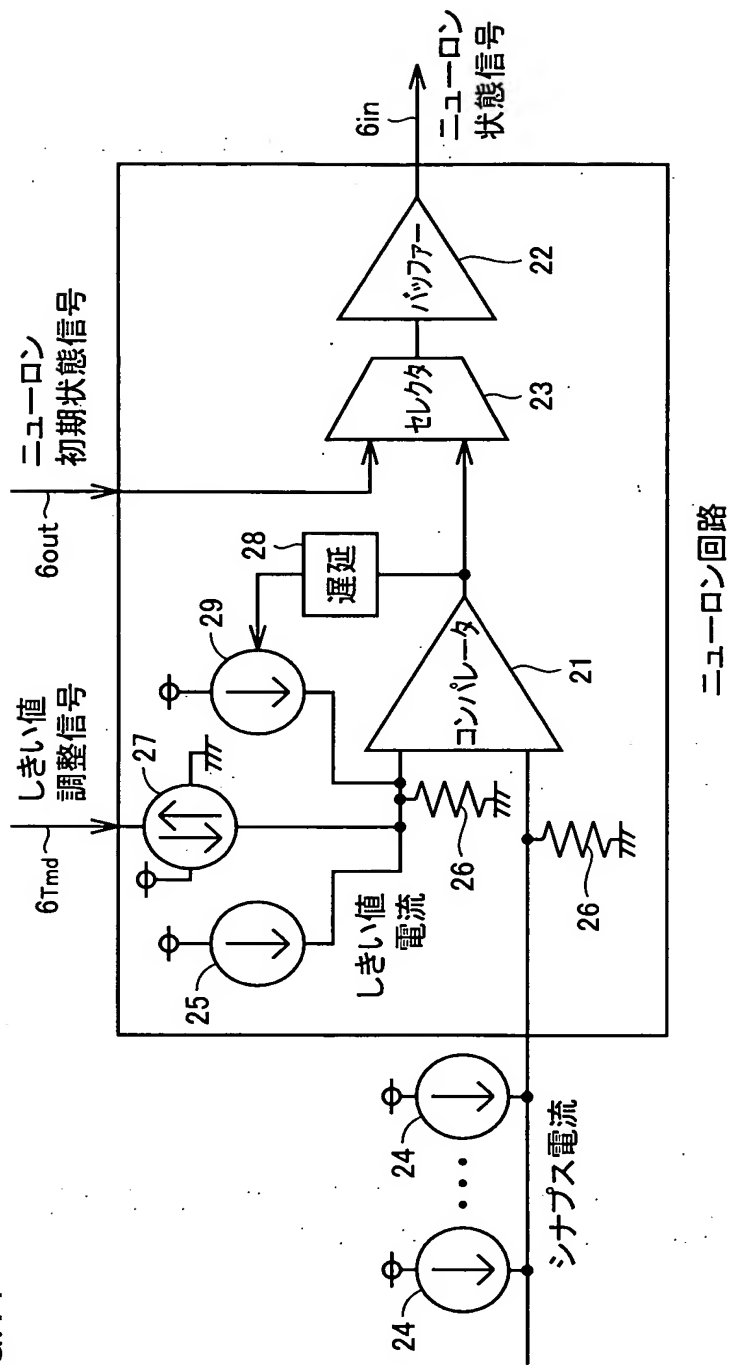 ニューロン
初期状態信号
6out
しきい値
調整信号
6Tmd
27
29
28
遅延
25
しきい値
電流
26
26
コンパレータ
21
セレクタ
23
バッファー
22
6in
ニューロン
状態信号
24
24
シナプス電流
ニューロン回路